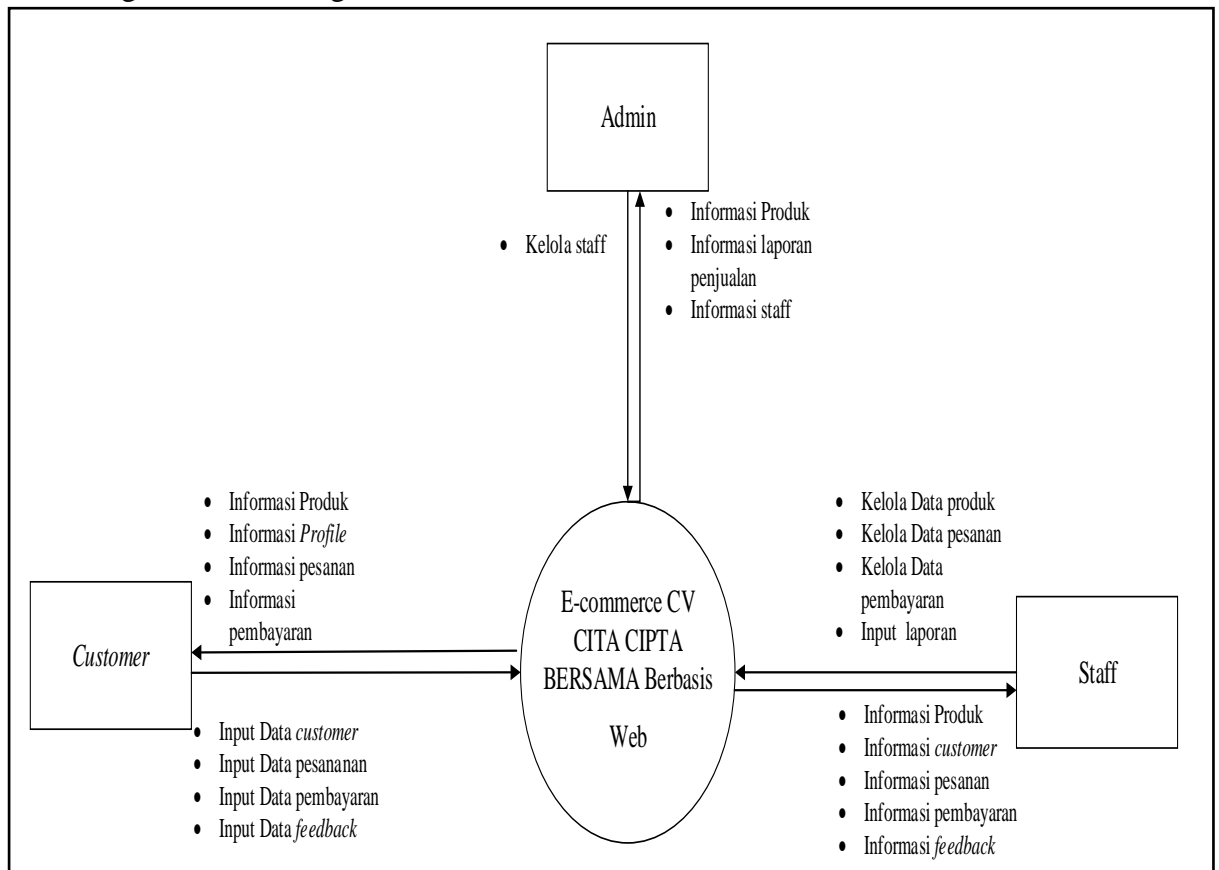 Admin
• Kelola staff
• Informasi Produk
• Informasi laporan
penjualan
• Informasi staff
• Informasi Produk
• Informasi Profile
• Informasi pesanan
• Informasi
pembayaran
Customer
• Input Data customer
• Input Data pesananan
• Input Data pembayaran
• Input Data feedback
E-commerce CV
CITA CIPTA
BERSAMA Berbasis
Web
• Kelola Data produk
• Kelola Data pesanan
• Kelola Data
pembayaran
• Input laporan
Staff
• Informasi Produk
• Informasi customer
• Informasi pesanan
• Informasi pembayaran
• Informasi feedback